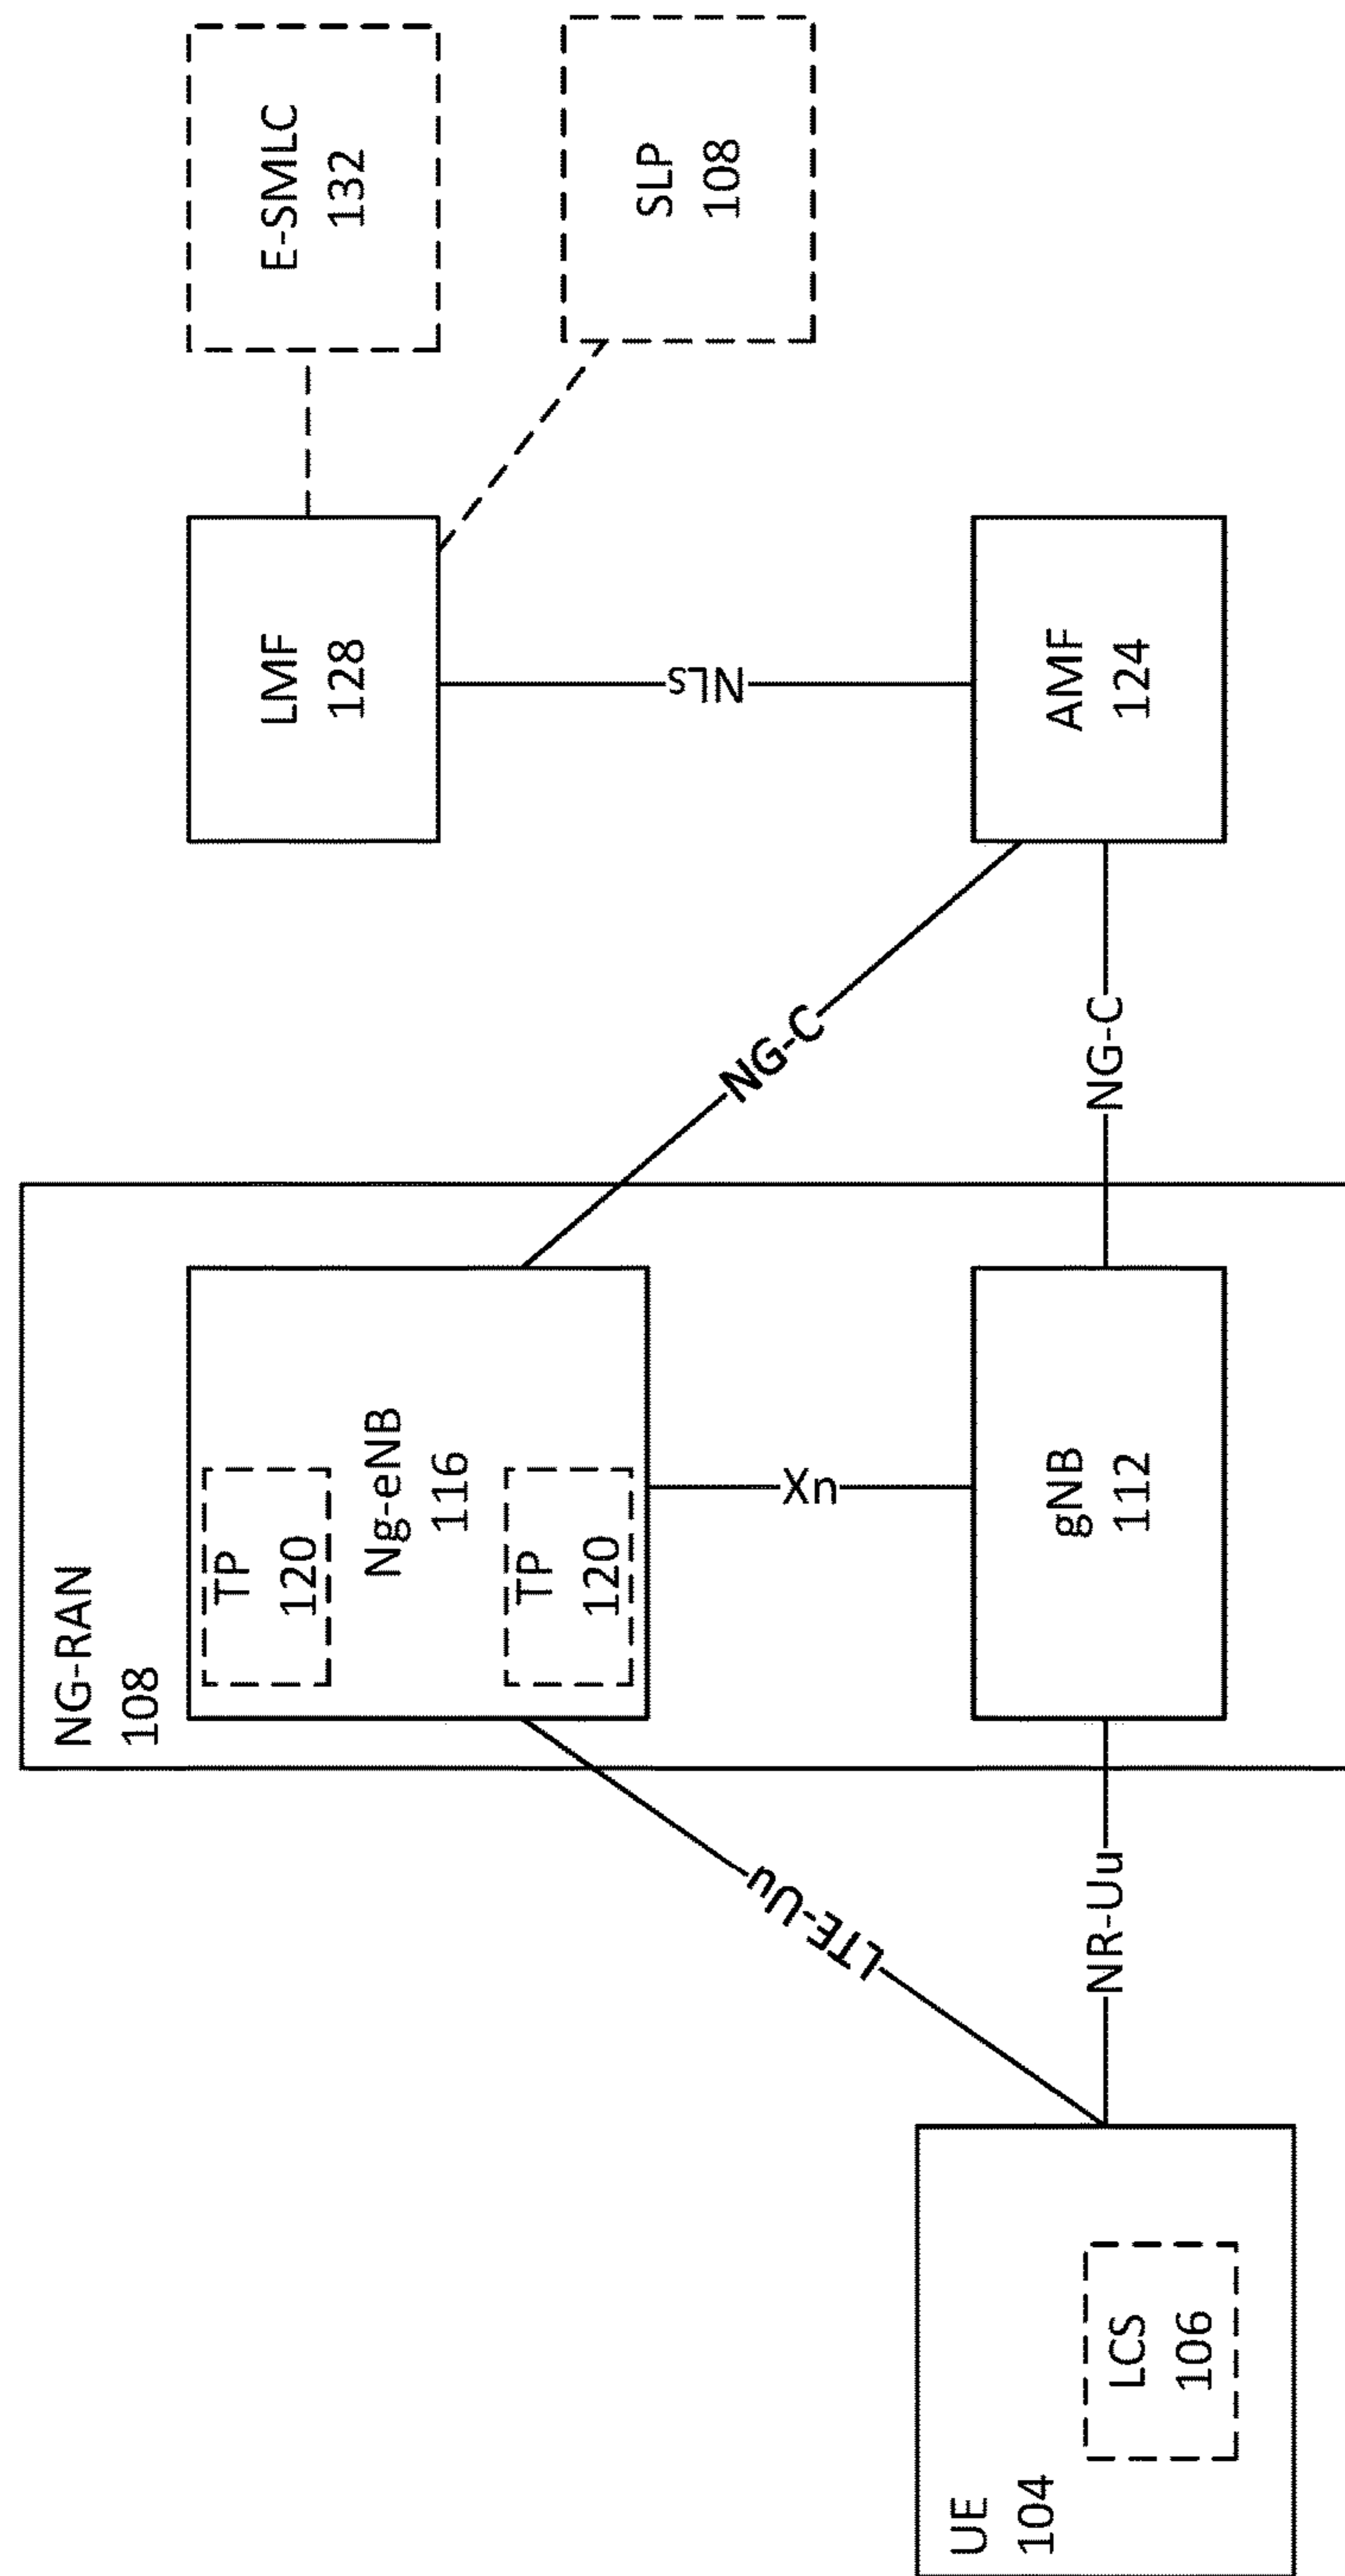 NG-RAN
108
TP
120
Ng-eNB
116
TP
120
LMF
128
E-SMLC
132
SLP
108
LTE-Uu
Xn
NG-C
NLs
UE
104
LCS
106
NR-Uu
gNB
112
NG-C
AMF
124